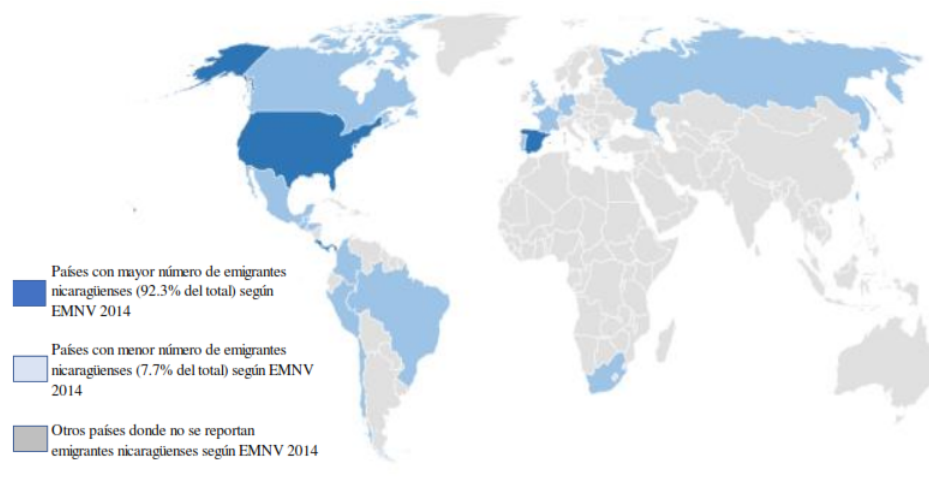 Países con mayor número de emigrantes
nicaragüenses (92.3% del total) según
EMNV 2014
Países con menor número de emigrantes
nicaragüenses (7.7% del total) según EMNV
2014
Otros países donde no se reportan
emigrantes nicaragüenses según EMNV 2014